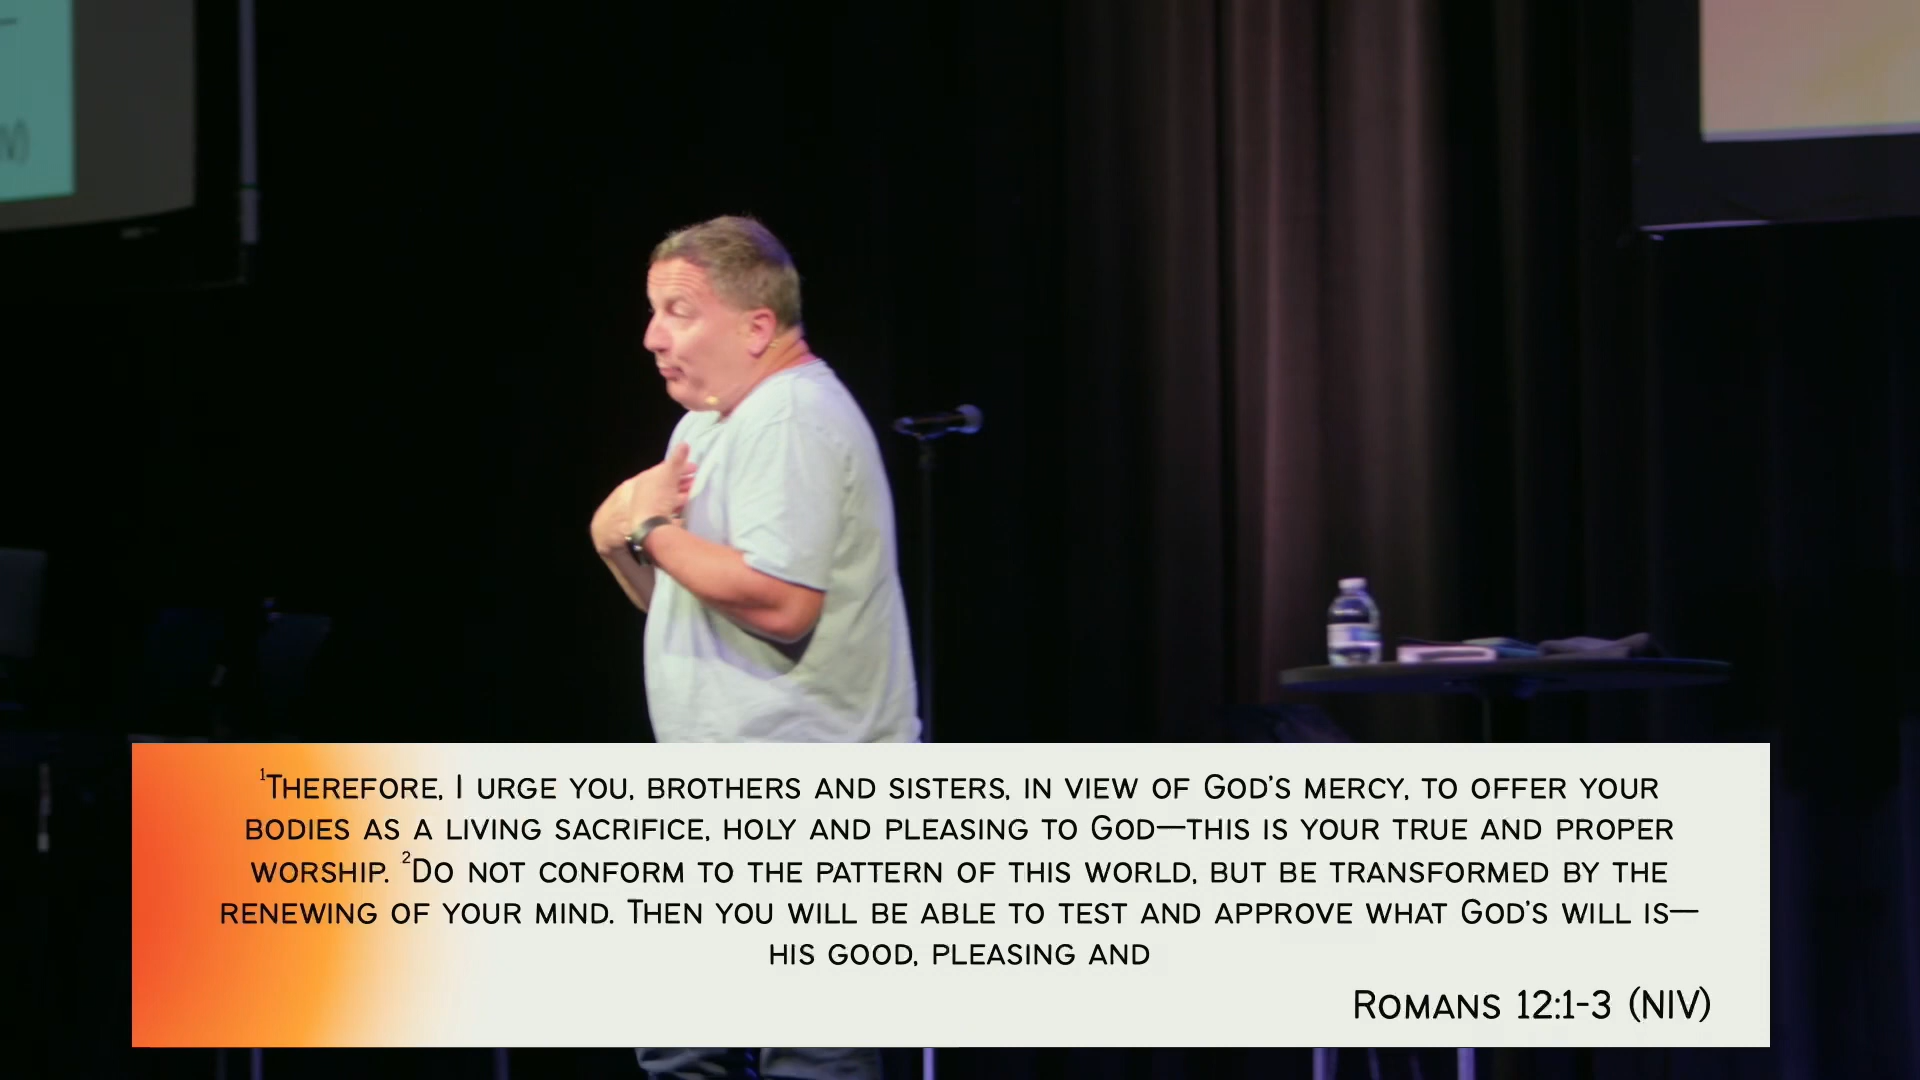 ¹Therefore, I urge you, brothers and sisters, in view of God's mercy, to offer your
bodies as a living sacrifice, holy and pleasing to God—this is your true and proper
worship. ²Do not conform to the pattern of this world, but be transformed by the
renewing of your mind. Then you will be able to test and approve what God's will is—
his good, pleasing and
Romans 12:1-3 (NIV)